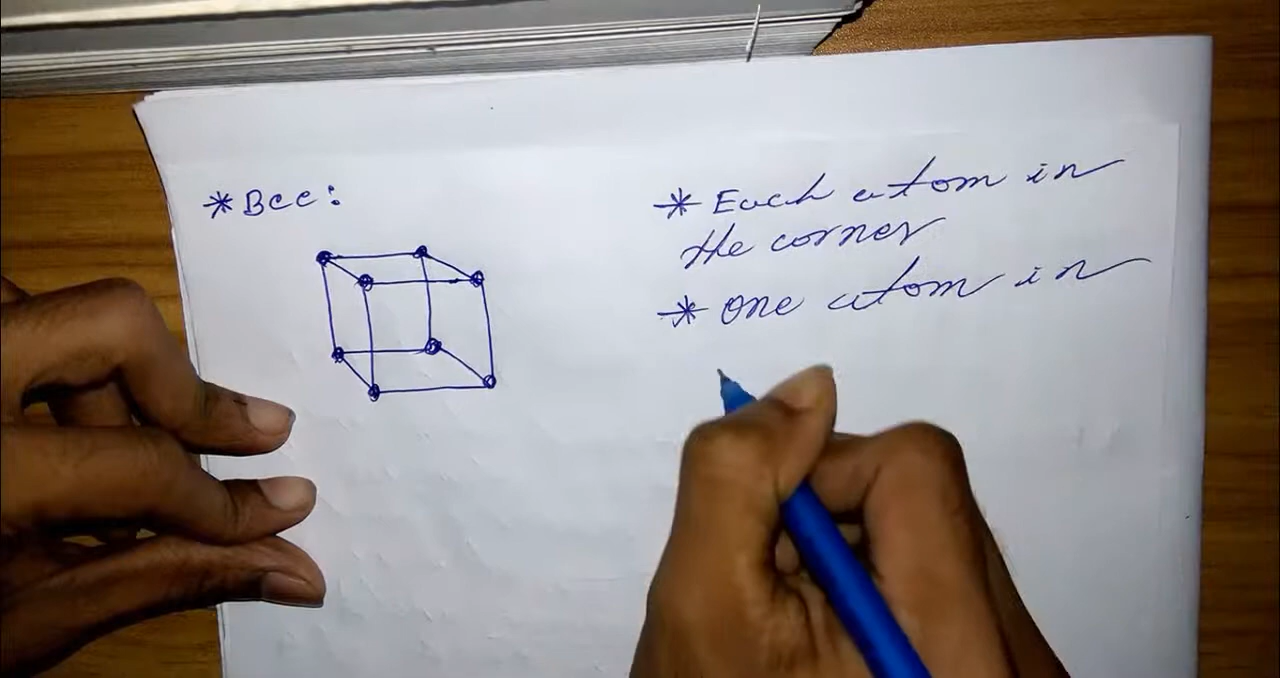 * Bcc:
* Each atom in
the corner
* One atom in